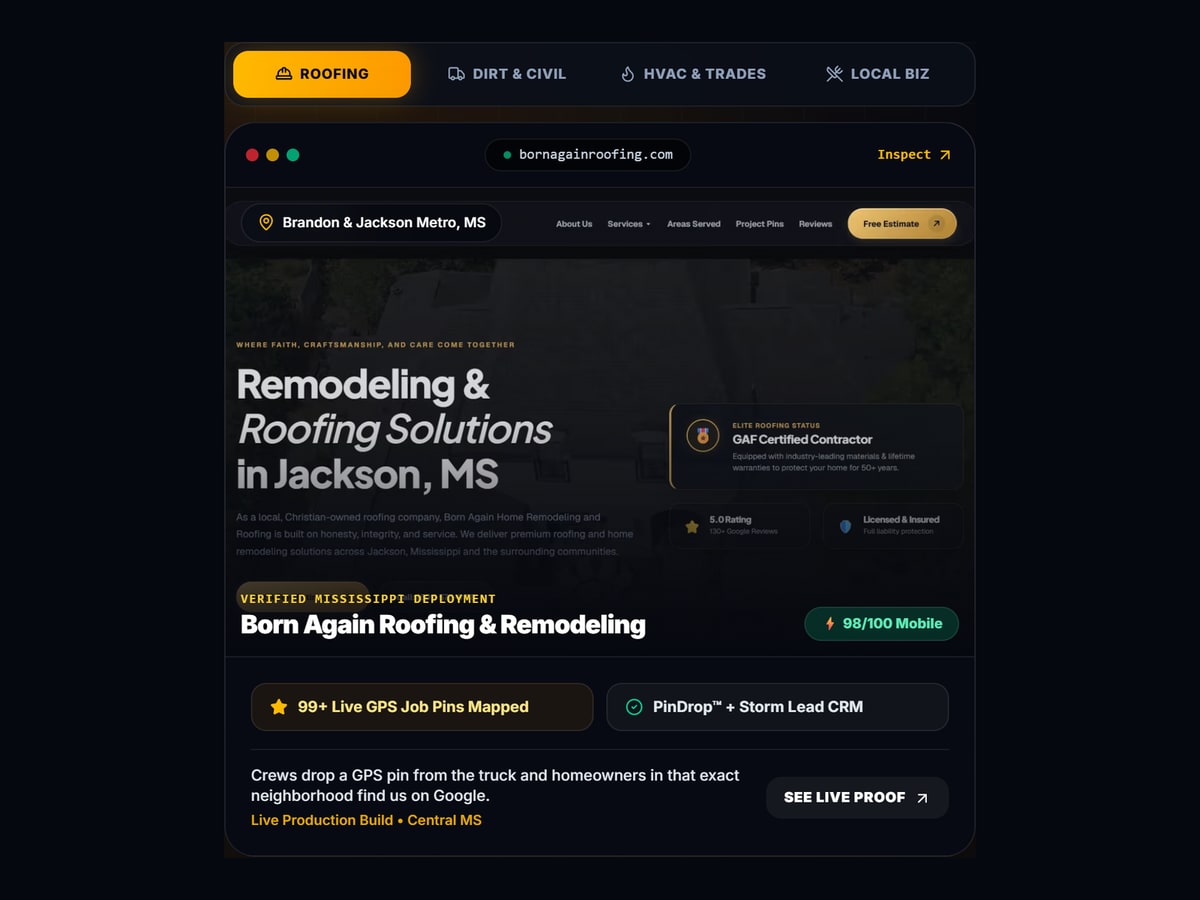 ROOFING
DIRT & CIVIL
HVAC & TRADES
LOCAL BIZ
bornagainroofing.com
Inspect
Brandon & Jackson Metro, MS
About Us
Services
Areas Served
Project Pins
Reviews
Free Estimate
WHERE FAITH, CRAFTSMANSHIP, AND CARE COME TOGETHER
Remodeling &
Roofing Solutions
in Jackson, MS
As a local, Christian-owned roofing company, Born Again Home Remodeling and
Roofing is built on honesty, integrity, and service. We deliver premium roofing and home
remodeling solutions across Jackson, Mississippi and the surrounding communities.
ELITE ROOFING STATUS
GAF Certified Contractor
Equipped with industry-leading materials & lifetime
warranties to protect your home for 50+ years.
5.0 Rating
130+ Google Reviews
Licensed & Insured
Full liability protection
VERIFIED MISSISSIPPI DEPLOYMENT
Born Again Roofing & Remodeling
98/100 Mobile
99+ Live GPS Job Pins Mapped
PinDrop™ + Storm Lead CRM
Crews drop a GPS pin from the truck and homeowners in that exact
neighborhood find us on Google.
Live Production Build • Central MS
SEE LIVE PROOF